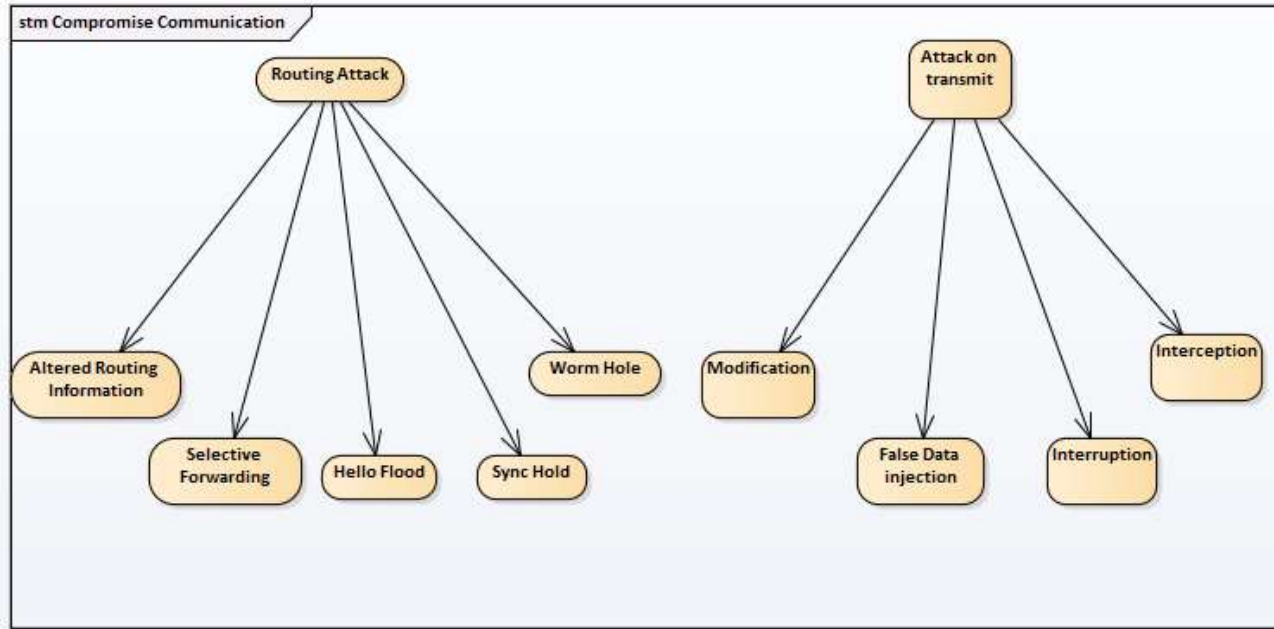 stm Compromise Communication
Routing Attack
Attack on
transmit
Altered Routing
Information
Worm Hole
Modification
Interception
Selective
Forwarding
Hello Flood
Sync Hold
False Data
injection
Interruption